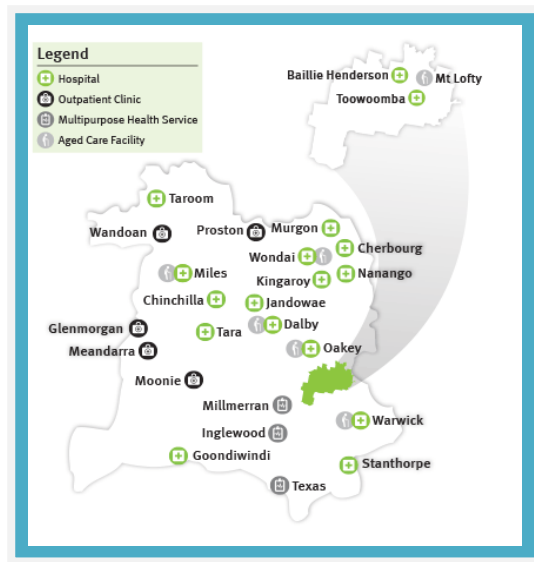 Legend
Hospital
Outpatient Clinic
Multipurpose Health Service
Aged Care Facility
Baillie Henderson
Mt Lofty
Toowoomba
Taroom
Wandoan
Proston
Murgon
Cherbourg
Wondai
Nanango
Miles
Kingaroy
Chinchilla
Jandowae
Glenmorgan
Tara
Dalby
Meandarra
Oakey
Moonie
Millmerran
Warwick
Inglewood
Goondiwindi
Stanthorpe
Texas